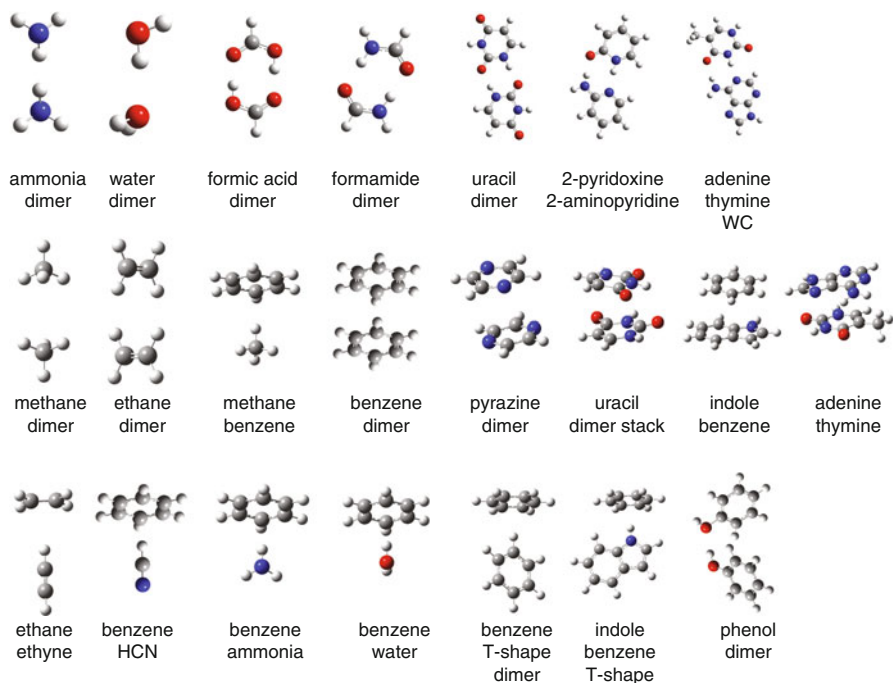 ammonia
dimer
water
dimer
formic acid
dimer
formamide
dimer
uracil
dimer
2-pyridoxine
2-aminopyridine
adenine
thymine
WC
methane
dimer
ethane
dimer
methane
benzene
benzene
dimer
pyrazine
dimer
uracil
dimer stack
indole
benzene
adenine
thymine
ethane
ethyne
benzene
HCN
benzene
ammonia
benzene
water
benzene
T-shape
dimer
indole
benzene
T-shape
phenol
dimer